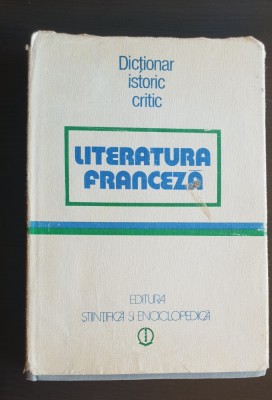 Dicționar
istoric
critic
LITERATURA
FRANCEZĂ
EDITURA
ȘTIINȚIFICĂ ȘI ENCICLOPEDICĂ